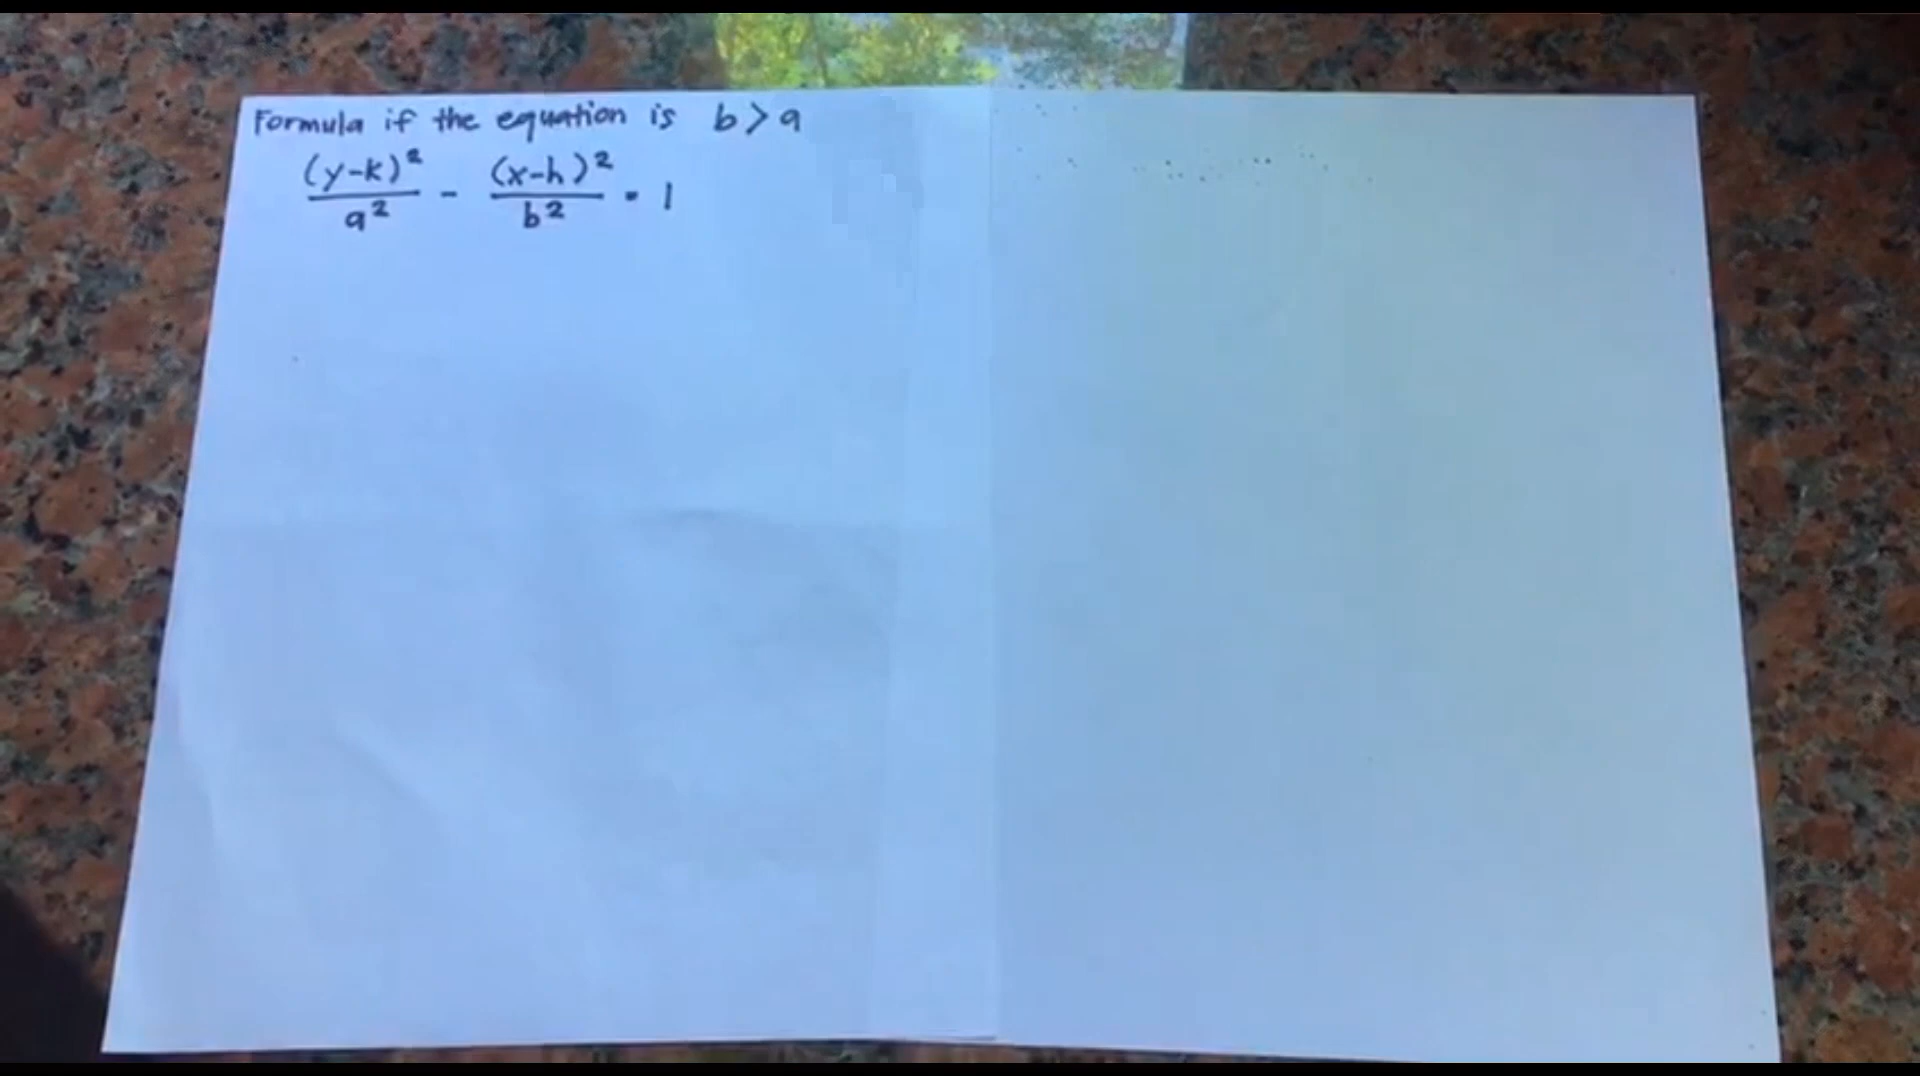 Formula if the equation is b > a
(y-k)²/a² - (x-h)²/b² = 1